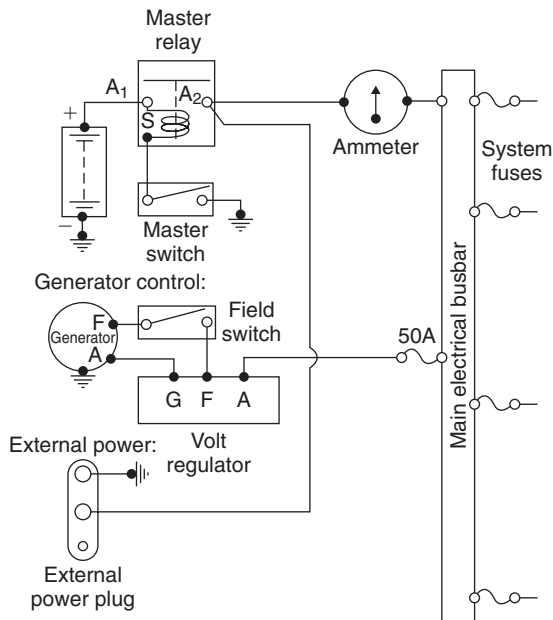 Master
relay
A₁
A₂
S
+
−
Ammeter
System
fuses
Master
switch
Generator control:
F
Generator
A
Field
switch
50A
G F A
Volt
regulator
Main electrical busbar
External power:
External
power plug